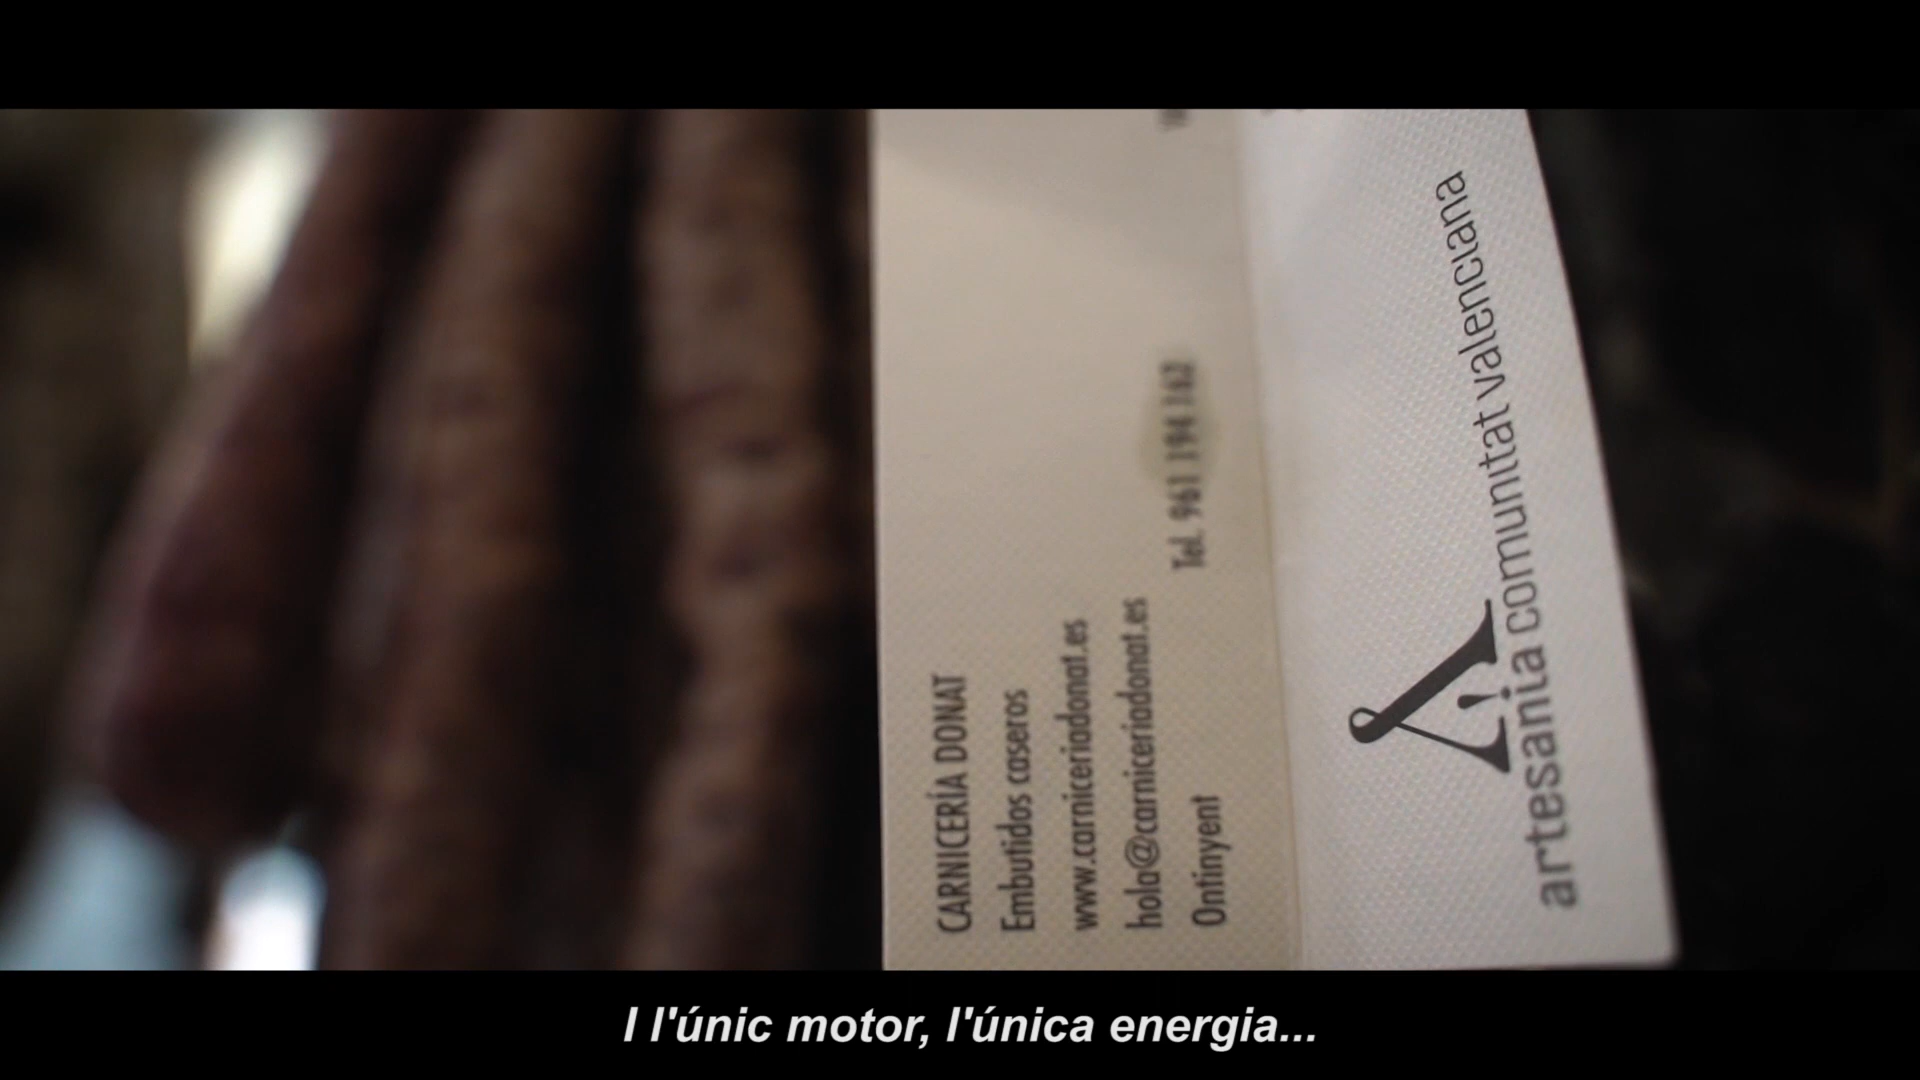 CARNICERÍA DONAT
Embutidos caseros
www.carniceriadonat.es
hola@carniceriadonat.es
Ontinyent
Tel. 961 194 162
artesania comunitat valenciana
I l'únic motor, l'única energia...